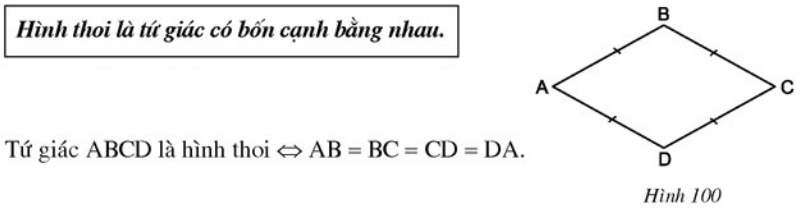 Hình thoi là tứ giác có bốn cạnh bằng nhau.
Tứ giác ABCD là hình thoi ⇔ AB = BC = CD = DA.
B
A
C
D
Hình 100